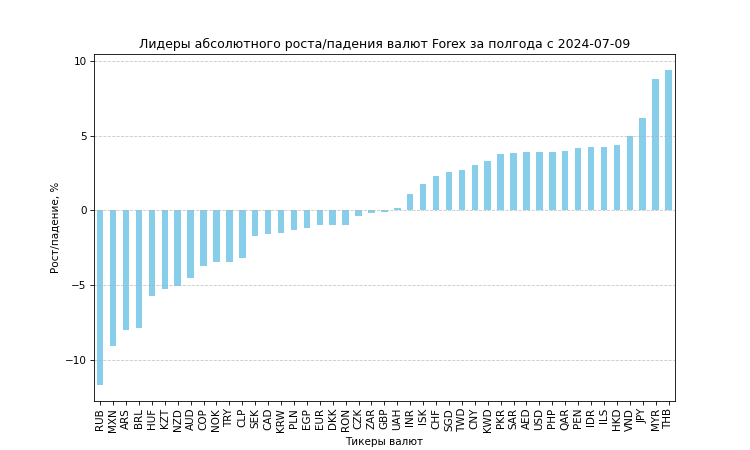 Лидеры абсолютного роста/падения валют Forex за полгода с 2024-07-09
10
5
0
−5
−10
Рост/падение, %
RUB MXN ARS BRL HUF KZT NZD AUD COP NOK TRY CLP SEK CAD KRW PLN EGP EUR DKK RON CZK ZAR GBP UAH INR ISK CHF SGD TWD CNY KWD PKR SAR AED USD PHP QAR PEN IDR ILS HKD VND JPY MYR THB
Тикеры валют